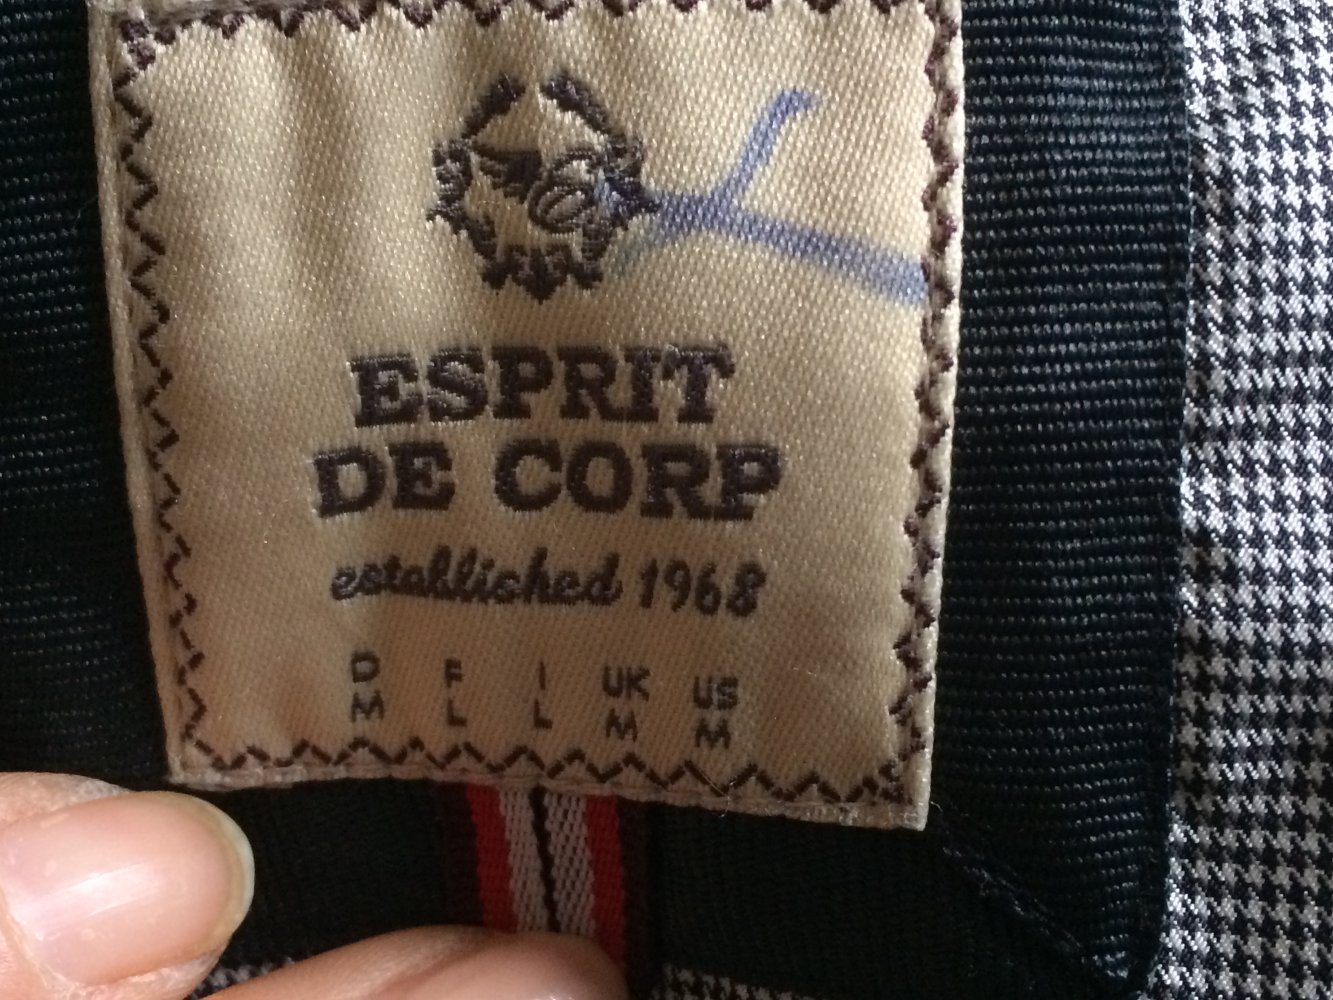 E
ESPRIT
DE CORP
established 1968
D F I UK US
M L L M M